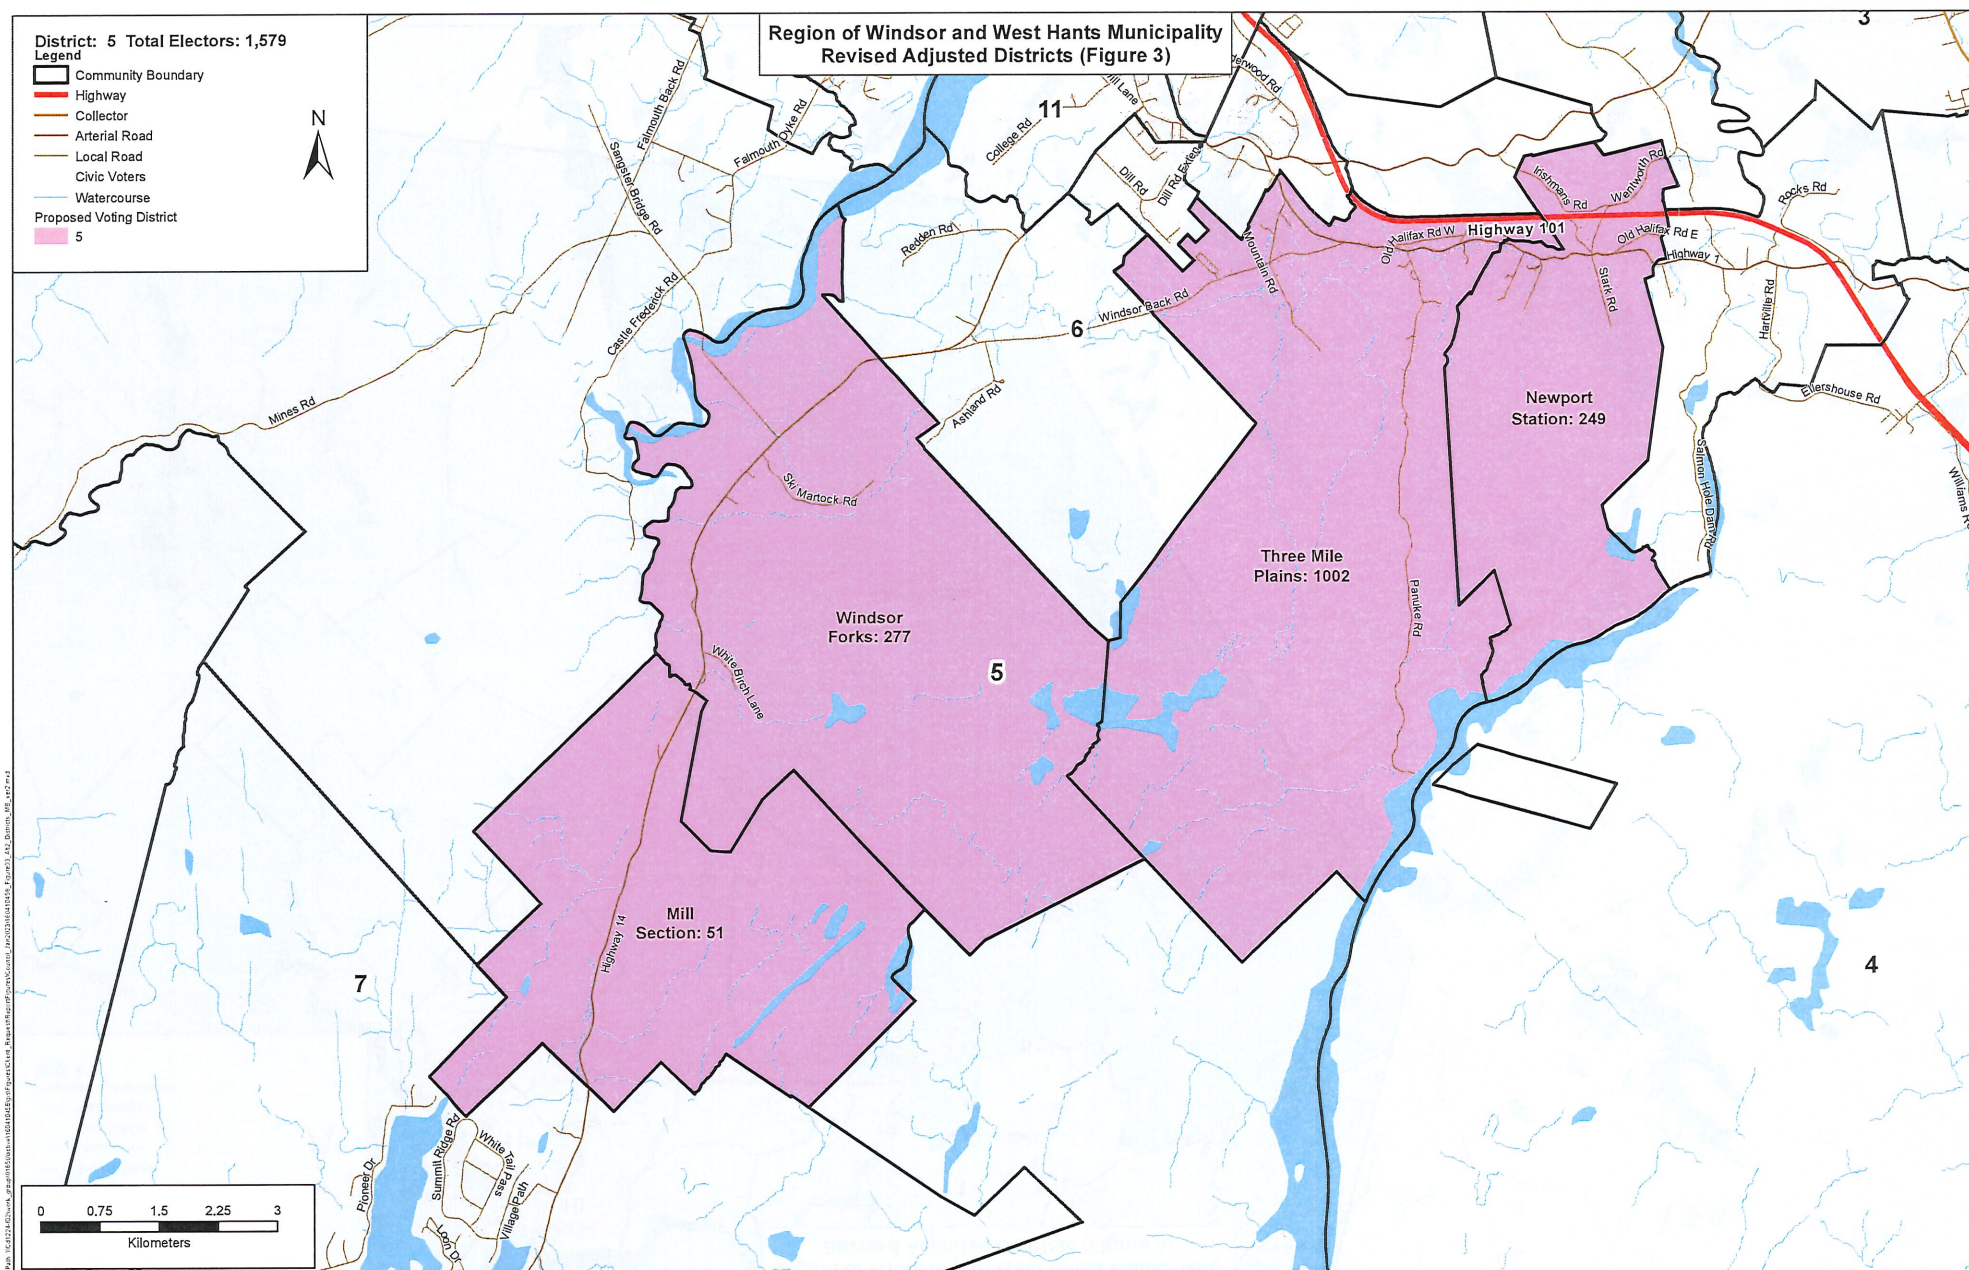 Region of Windsor and West Hants Municipality
Revised Adjusted Districts (Figure 3)
District: 5 Total Electors: 1,579
Legend
Community Boundary
Highway
Collector
Arterial Road
Local Road
Civic Voters
Watercourse
Proposed Voting District
5
N
3
11
6
5
7
4
Falmouth Back Rd
Falmouth Dyke Rd
Sangster Bridge Rd
Castle Frederick Rd
Mines Rd
College Rd
Dill Rd
Redden Rd
Windsor Back Rd
Ashland Rd
Ski Martock Rd
White Birch Lane
Mountain Rd
Old Halifax Rd W
Highway 101
Irishmans Rd
Wentworth Rd
Old Halifax Rd E
Highway 1
Stark Rd
Rocks Rd
Hartville Rd
Ellershouse Rd
Salmon Hole Dam Rd
Panuke Rd
Newport
Station: 249
Three Mile
Plains: 1002
Windsor
Forks: 277
Mill
Section: 51
Highway 14
Pioneer Dr
Summit Ridge Rd
White Tail Pass
Village Path
Loon Dr
0 0.75 1.5 2.25 3
Kilometers